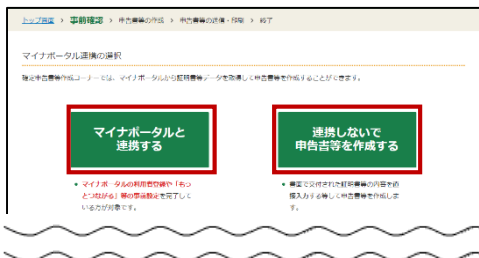 トップ画面 > 事前確認 > 申告書等の作成 > 申告書等の送信・印刷 > 終了
マイナポータル連携の選択
確定申告書等作成コーナーでは、マイナポータルから証明書等データを取得して申告書等を作成することができます。
マイナポータルと
連携する
• マイナポータルの利用者登録や「もっ
とつながる」等の事前設定を完了して
いる方が対象です。
連携しないで
申告書等を作成する
• 書面で交付された証明書等の内容を直
接入力する等して申告書等を作成しま
す。